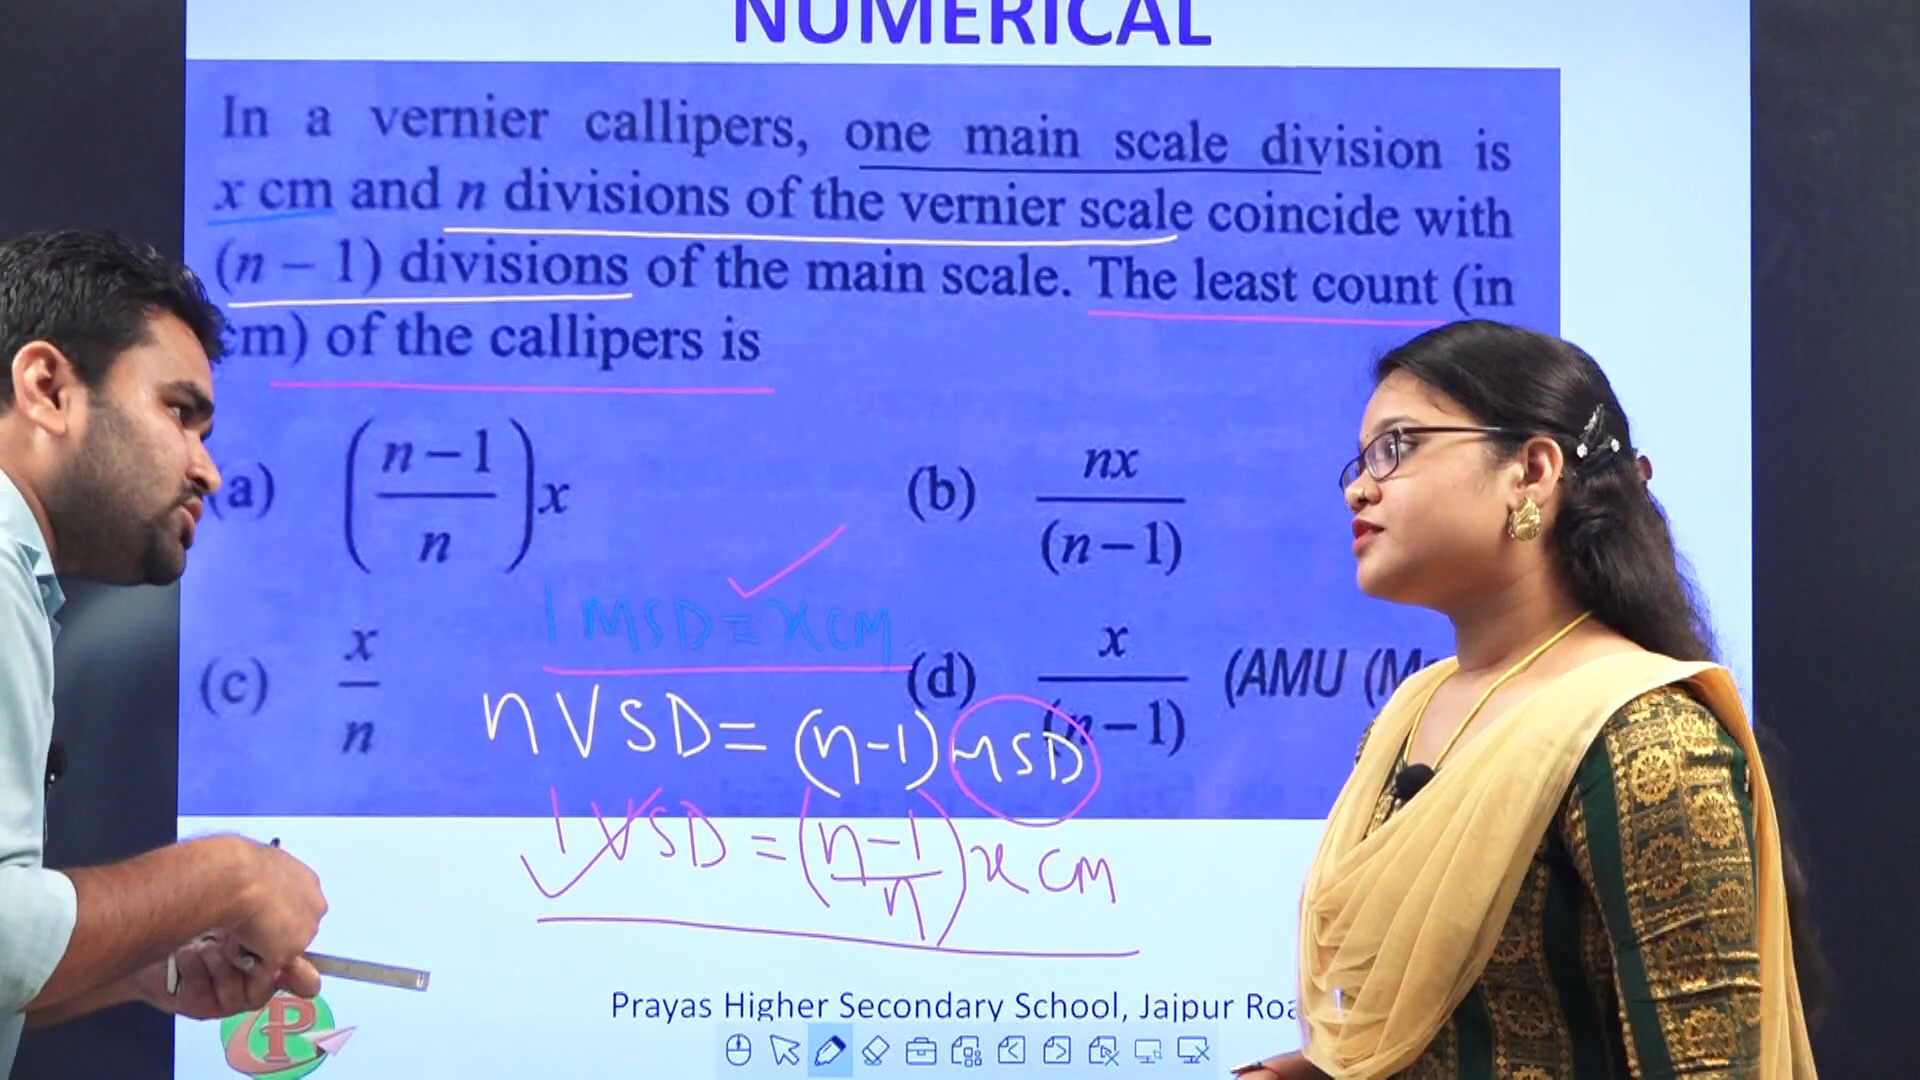 NUMERICAL
In a vernier callipers, one main scale division is
x cm and n divisions of the vernier scale coincide with
(n – 1) divisions of the main scale. The least count (in
cm) of the callipers is
(a) ((n−1)/n)x (b) nx/(n−1)
1 MSD = x cm
(c) x/n (d) x/(n−1) (AMU (M
n VSD = (n-1) MSD
1 VSD = ((n-1)/n) x cm
Prayas Higher Secondary School, Jajpur Roa
P